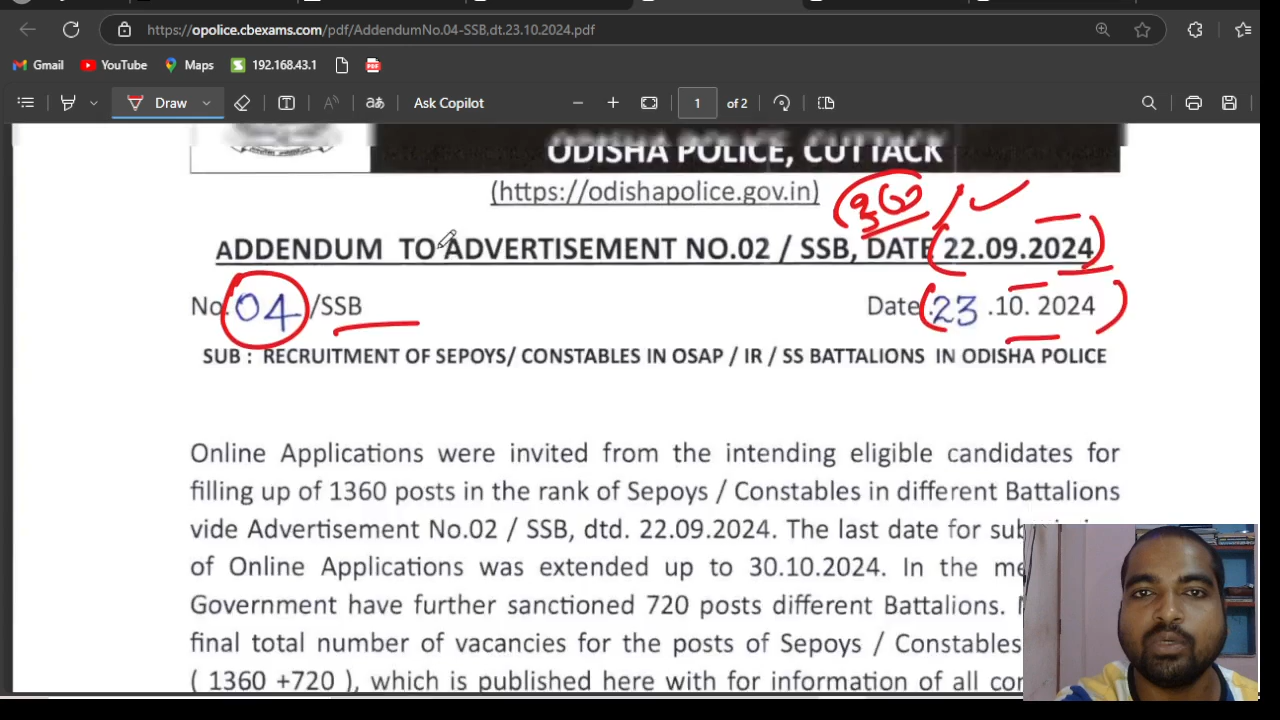 https://opolice.cbexams.com/pdf/AddendumNo.04-SSB,dt.23.10.2024.pdf
Gmail YouTube Maps 192.168.43.1 PDF
Draw Ask Copilot 1 of 2
ODISHA POLICE, CUTTACK
(https://odishapolice.gov.in)
ADDENDUM TO ADVERTISEMENT NO.02 / SSB, DATE 22.09.2024
No. 04 /SSB Date .23 .10. 2024
SUB : RECRUITMENT OF SEPOYS/ CONSTABLES IN OSAP / IR / SS BATTALIONS IN ODISHA POLICE
Online Applications were invited from the intending eligible candidates for
filling up of 1360 posts in the rank of Sepoys / Constables in different Battalions
vide Advertisement No.02 / SSB, dtd. 22.09.2024. The last date for
of Online Applications was extended up to 30.10.2024. In the
Government have further sanctioned 720 posts different Battalions.
final total number of vacancies for the posts of Sepoys / Constables
( 1360 +720 ), which is published here with for information of all